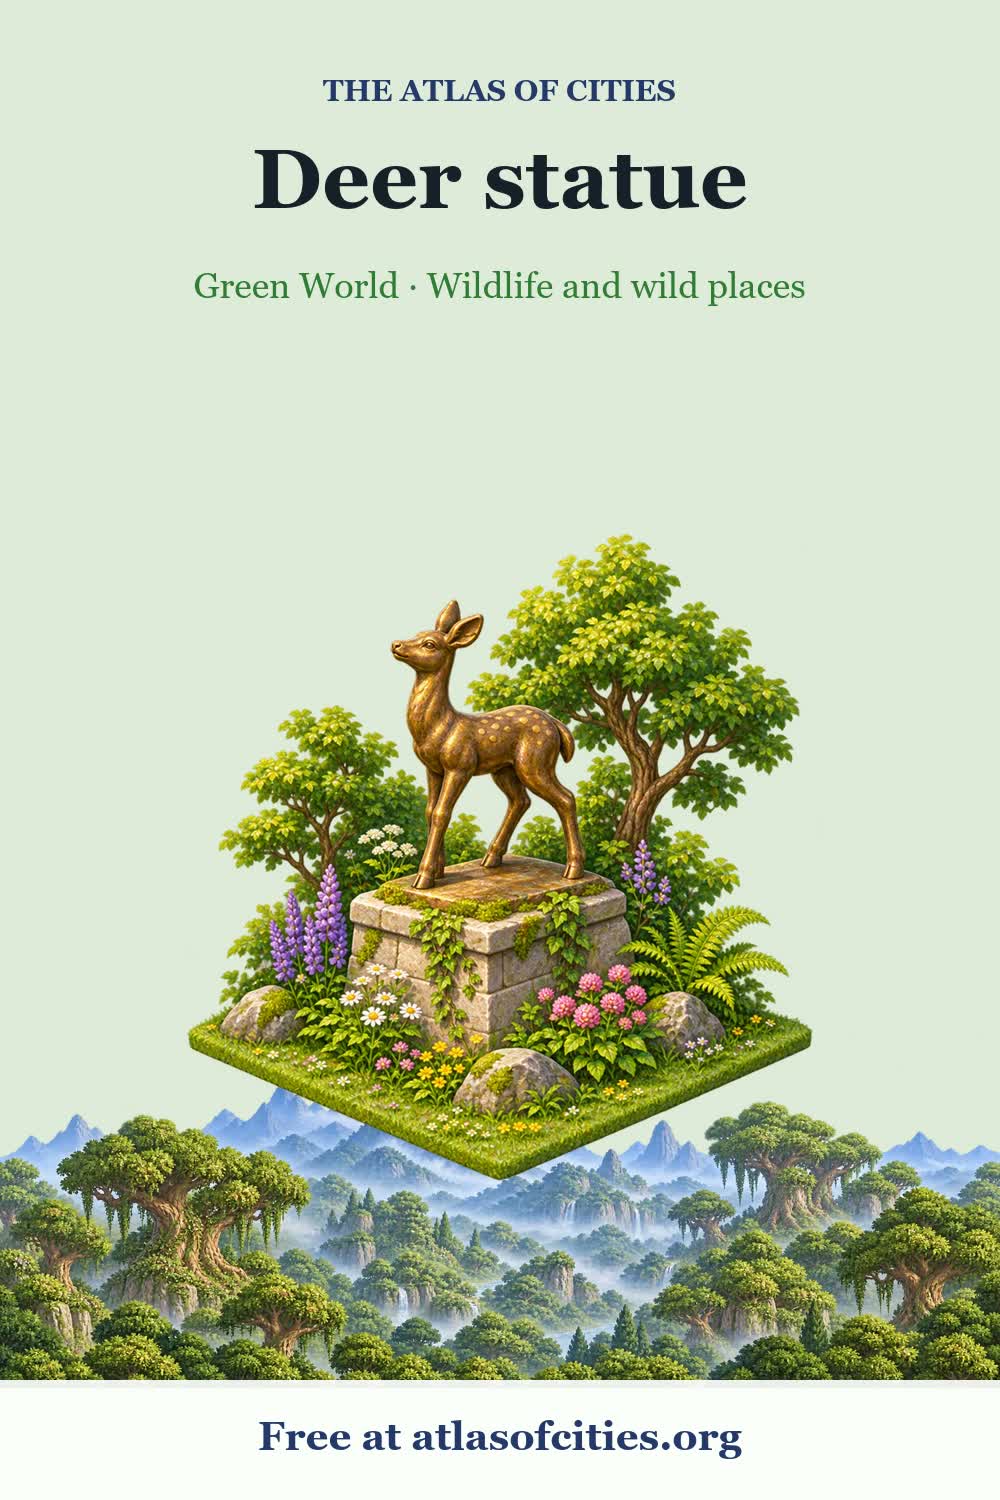 THE ATLAS OF CITIES
Deer statue
Green World · Wildlife and wild places
Free at atlasofcities.org